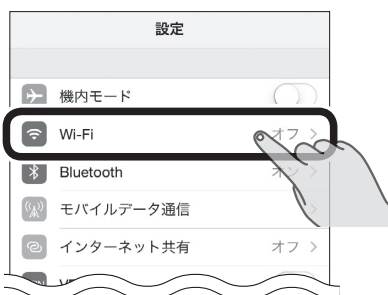 設定
機内モード
Wi-Fi オフ
Bluetooth オン
モバイルデータ通信
インターネット共有 オフ